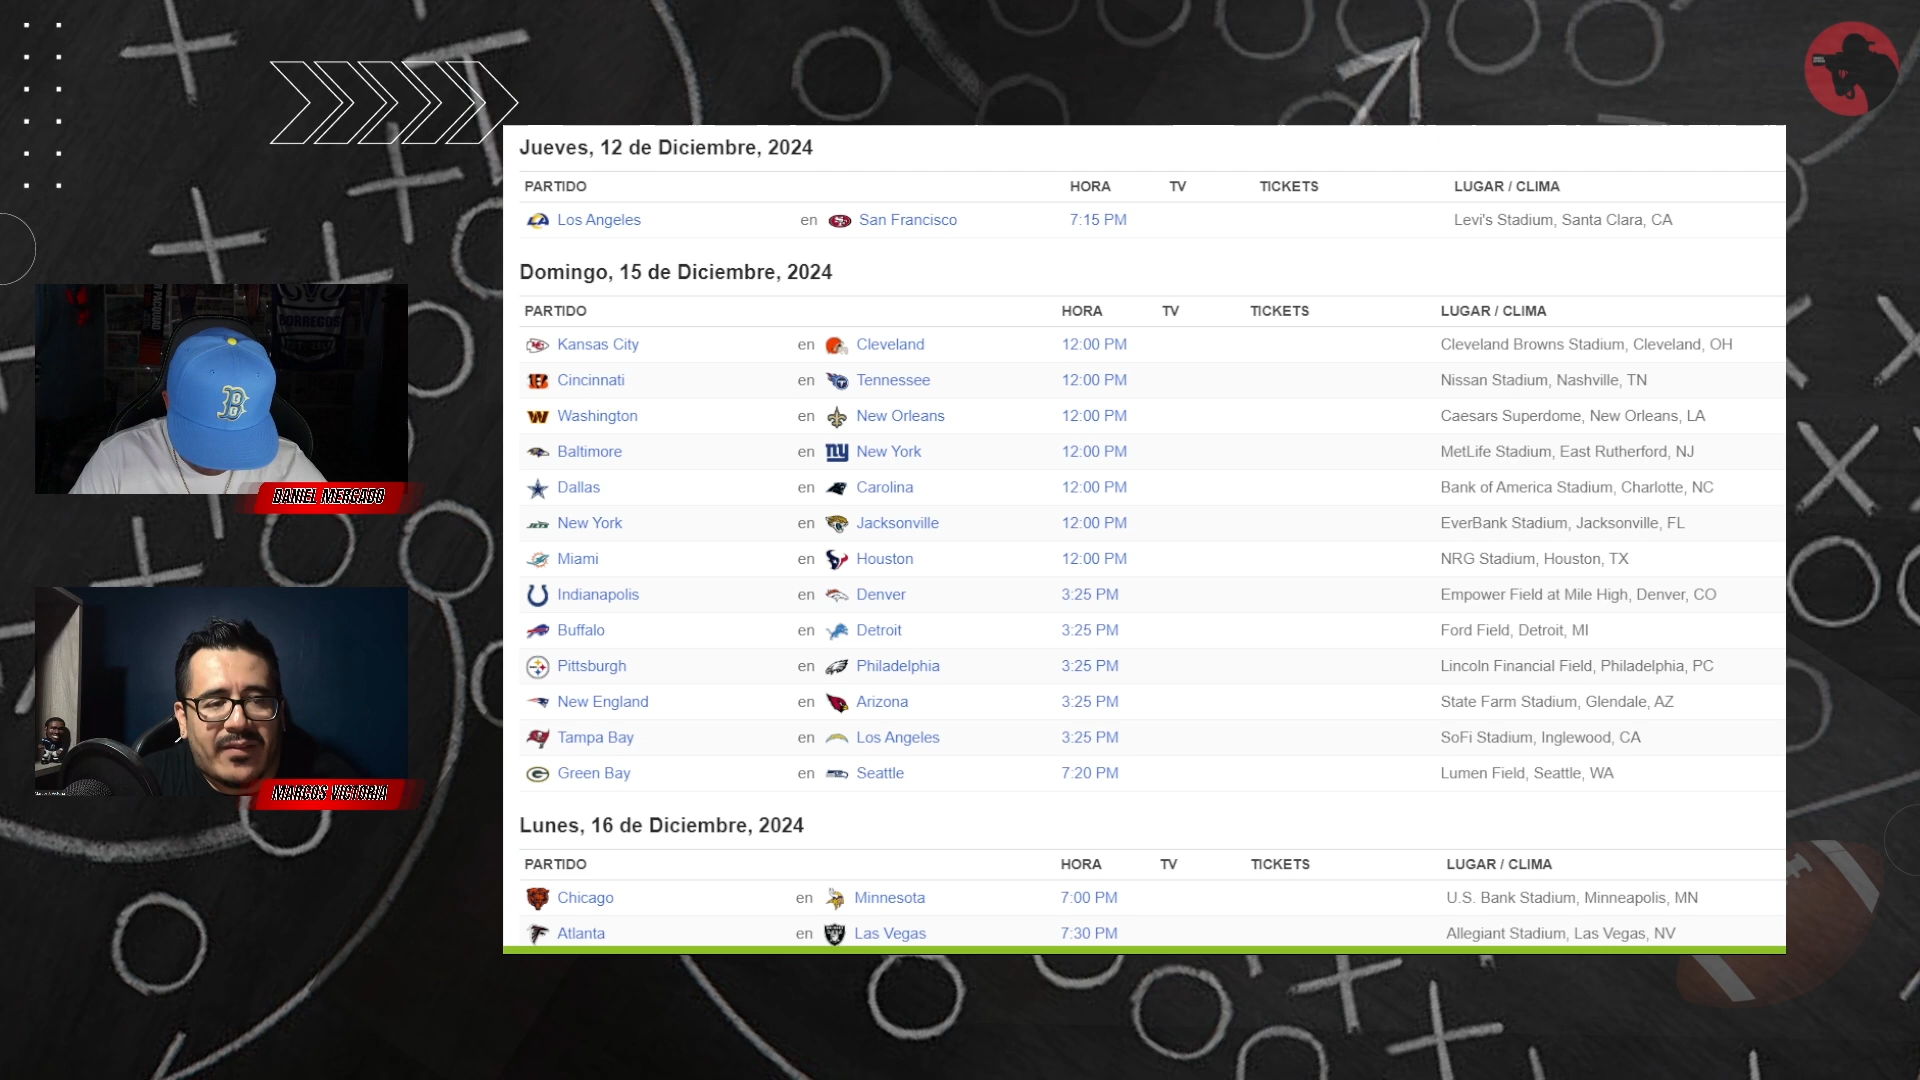 Jueves, 12 de Diciembre, 2024
PARTIDO HORA TV TICKETS LUGAR / CLIMA
Los Angeles en San Francisco 7:15 PM Levi's Stadium, Santa Clara, CA
Domingo, 15 de Diciembre, 2024
PARTIDO HORA TV TICKETS LUGAR / CLIMA
Kansas City en Cleveland 12:00 PM Cleveland Browns Stadium, Cleveland, OH
Cincinnati en Tennessee 12:00 PM Nissan Stadium, Nashville, TN
Washington en New Orleans 12:00 PM Caesars Superdome, New Orleans, LA
Baltimore en New York 12:00 PM MetLife Stadium, East Rutherford, NJ
Dallas en Carolina 12:00 PM Bank of America Stadium, Charlotte, NC
New York en Jacksonville 12:00 PM EverBank Stadium, Jacksonville, FL
Miami en Houston 12:00 PM NRG Stadium, Houston, TX
Indianapolis en Denver 3:25 PM Empower Field at Mile High, Denver, CO
Buffalo en Detroit 3:25 PM Ford Field, Detroit, MI
Pittsburgh en Philadelphia 3:25 PM Lincoln Financial Field, Philadelphia, PC
New England en Arizona 3:25 PM State Farm Stadium, Glendale, AZ
Tampa Bay en Los Angeles 3:25 PM SoFi Stadium, Inglewood, CA
Green Bay en Seattle 7:20 PM Lumen Field, Seattle, WA
Lunes, 16 de Diciembre, 2024
PARTIDO HORA TV TICKETS LUGAR / CLIMA
Chicago en Minnesota 7:00 PM U.S. Bank Stadium, Minneapolis, MN
Atlanta en Las Vegas 7:30 PM Allegiant Stadium, Las Vegas, NV
BORREGOS
B
DANIEL MERCADO
MARCOS VICTORIA